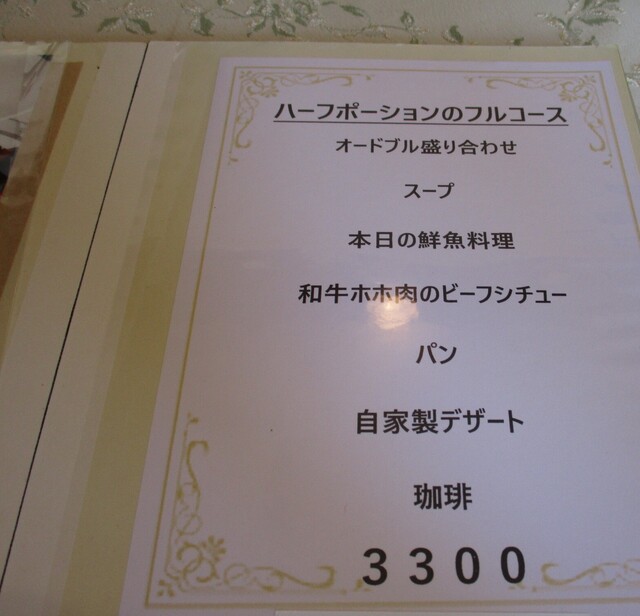 ハーフポーションのフルコース
オードブル盛り合わせ
スープ
本日の鮮魚料理
和牛ホホ肉のビーフシチュー
パン
自家製デザート
珈琲
３３００